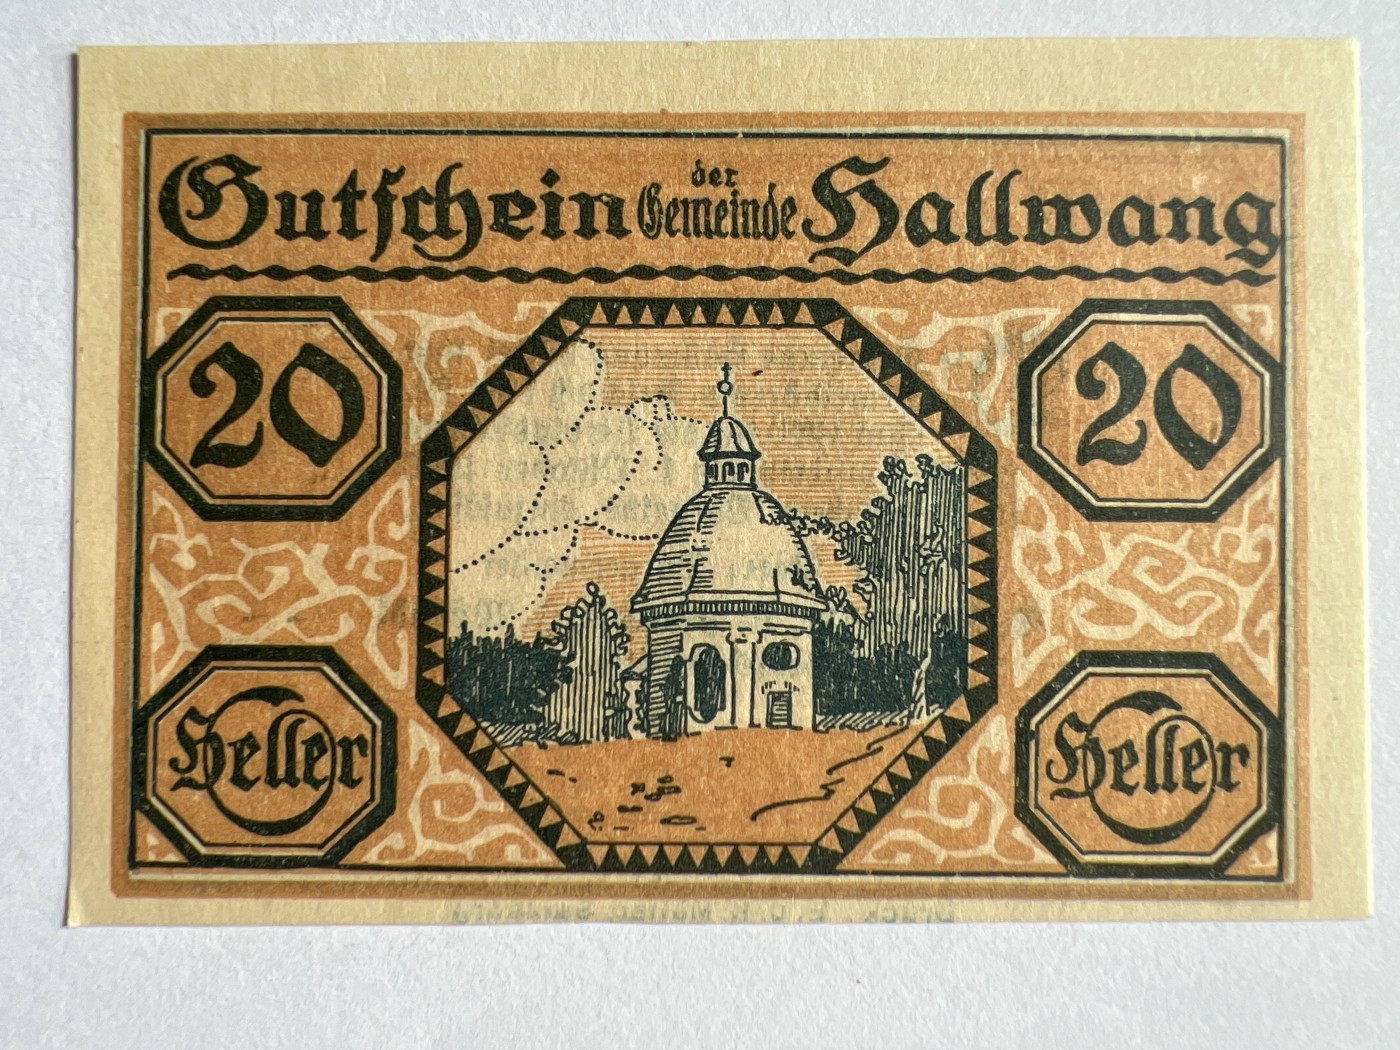 Gutschein der Gemeinde Hallwang
20 20
Heller Heller